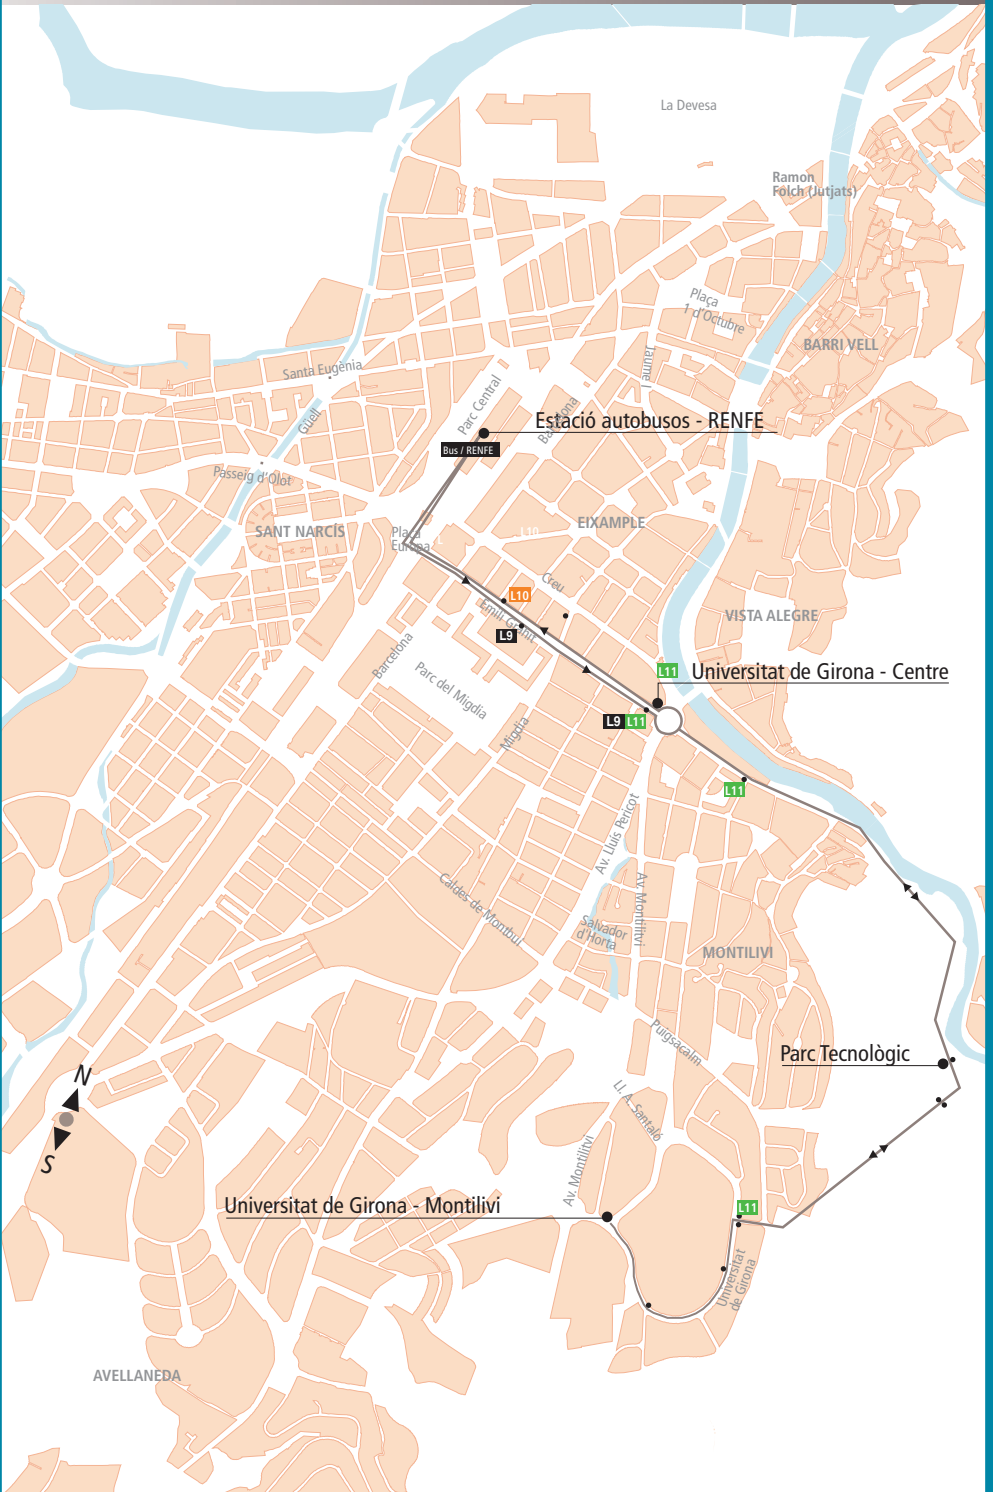 La Devesa
Ramon
Folch (Jutjats)
Plaça
1 d'Octubre
BARRI VELL
Jaume I
Santa Eugènia
Parc Central
Güell
Barcelona
Estació autobusos - RENFE
Bus / RENFE
Passeig d'Olot
SANT NARCÍS
Plaça
Europa
L
L10
EIXAMPLE
Creu
L10
Emili Grahit
L9
VISTA ALEGRE
Barcelona
Parc del Migdia
L11
Universitat de Girona - Centre
L9
L11
Migdia
L11
Av. Lluís Pericot
Caldes de Montbui
Av. Montilivi
Salvador
d'Horta
MONTILIVI
Puigsacalm
Parc Tecnològic
N
S
Ll. A. Santaló
Av. Montilivi
Universitat de Girona - Montilivi
L11
Universitat
de Girona
AVELLANEDA